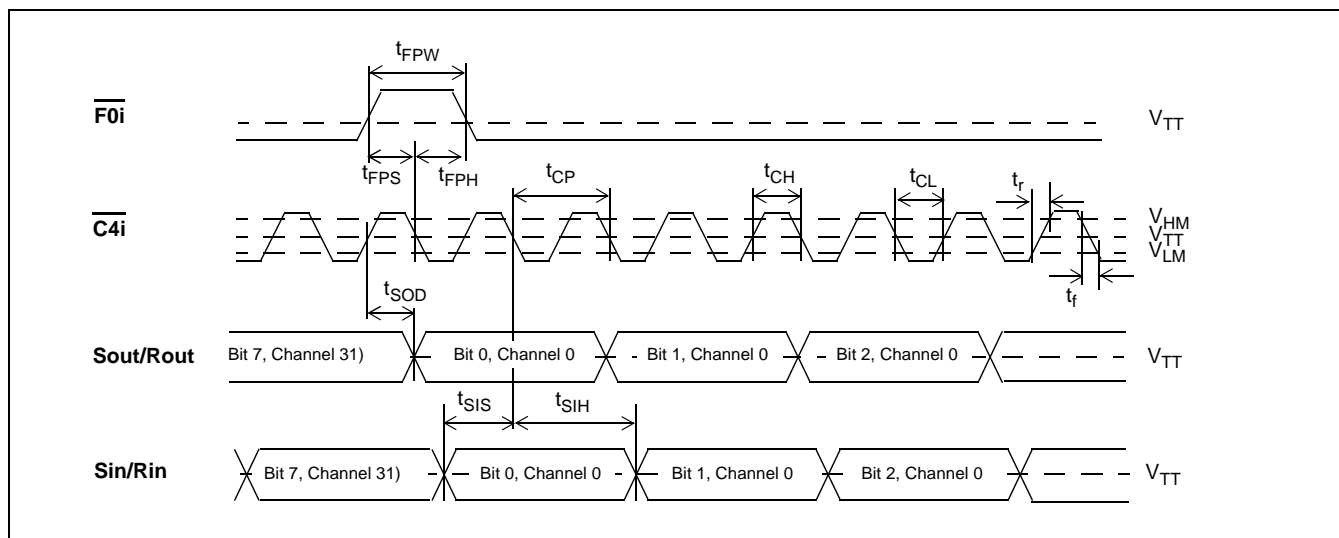 tFPW
F0i
VTT
tFPS
tFPH
tCP
tCH
tCL
tr
C4i
VHM
VTT
VLM
tSOD
tf
Sout/Rout
Bit 7, Channel 31)
Bit 0, Channel 0
Bit 1, Channel 0
Bit 2, Channel 0
VTT
tSIS
tSIH
Sin/Rin
Bit 7, Channel 31)
Bit 0, Channel 0
Bit 1, Channel 0
Bit 2, Channel 0
VTT